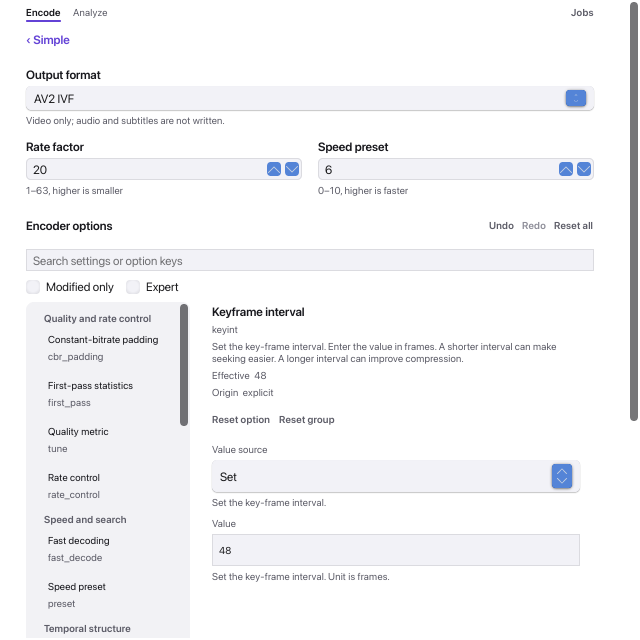 Encode Analyze Jobs
‹ Simple
Output format
AV2 IVF
Video only; audio and subtitles are not written.
Rate factor Speed preset
20 6
1–63, higher is smaller 0–10, higher is faster
Encoder options Undo Redo Reset all
Search settings or option keys
Modified only Expert
Quality and rate control
Constant-bitrate padding
cbr_padding
First-pass statistics
first_pass
Quality metric
tune
Rate control
rate_control
Speed and search
Fast decoding
fast_decode
Speed preset
preset
Temporal structure
Keyframe interval
keyint
Set the key-frame interval. Enter the value in frames. A shorter interval can make
seeking easier. A longer interval can improve compression.
Effective 48
Origin explicit
Reset option Reset group
Value source
Set
Set the key-frame interval.
Value
48
Set the key-frame interval. Unit is frames.